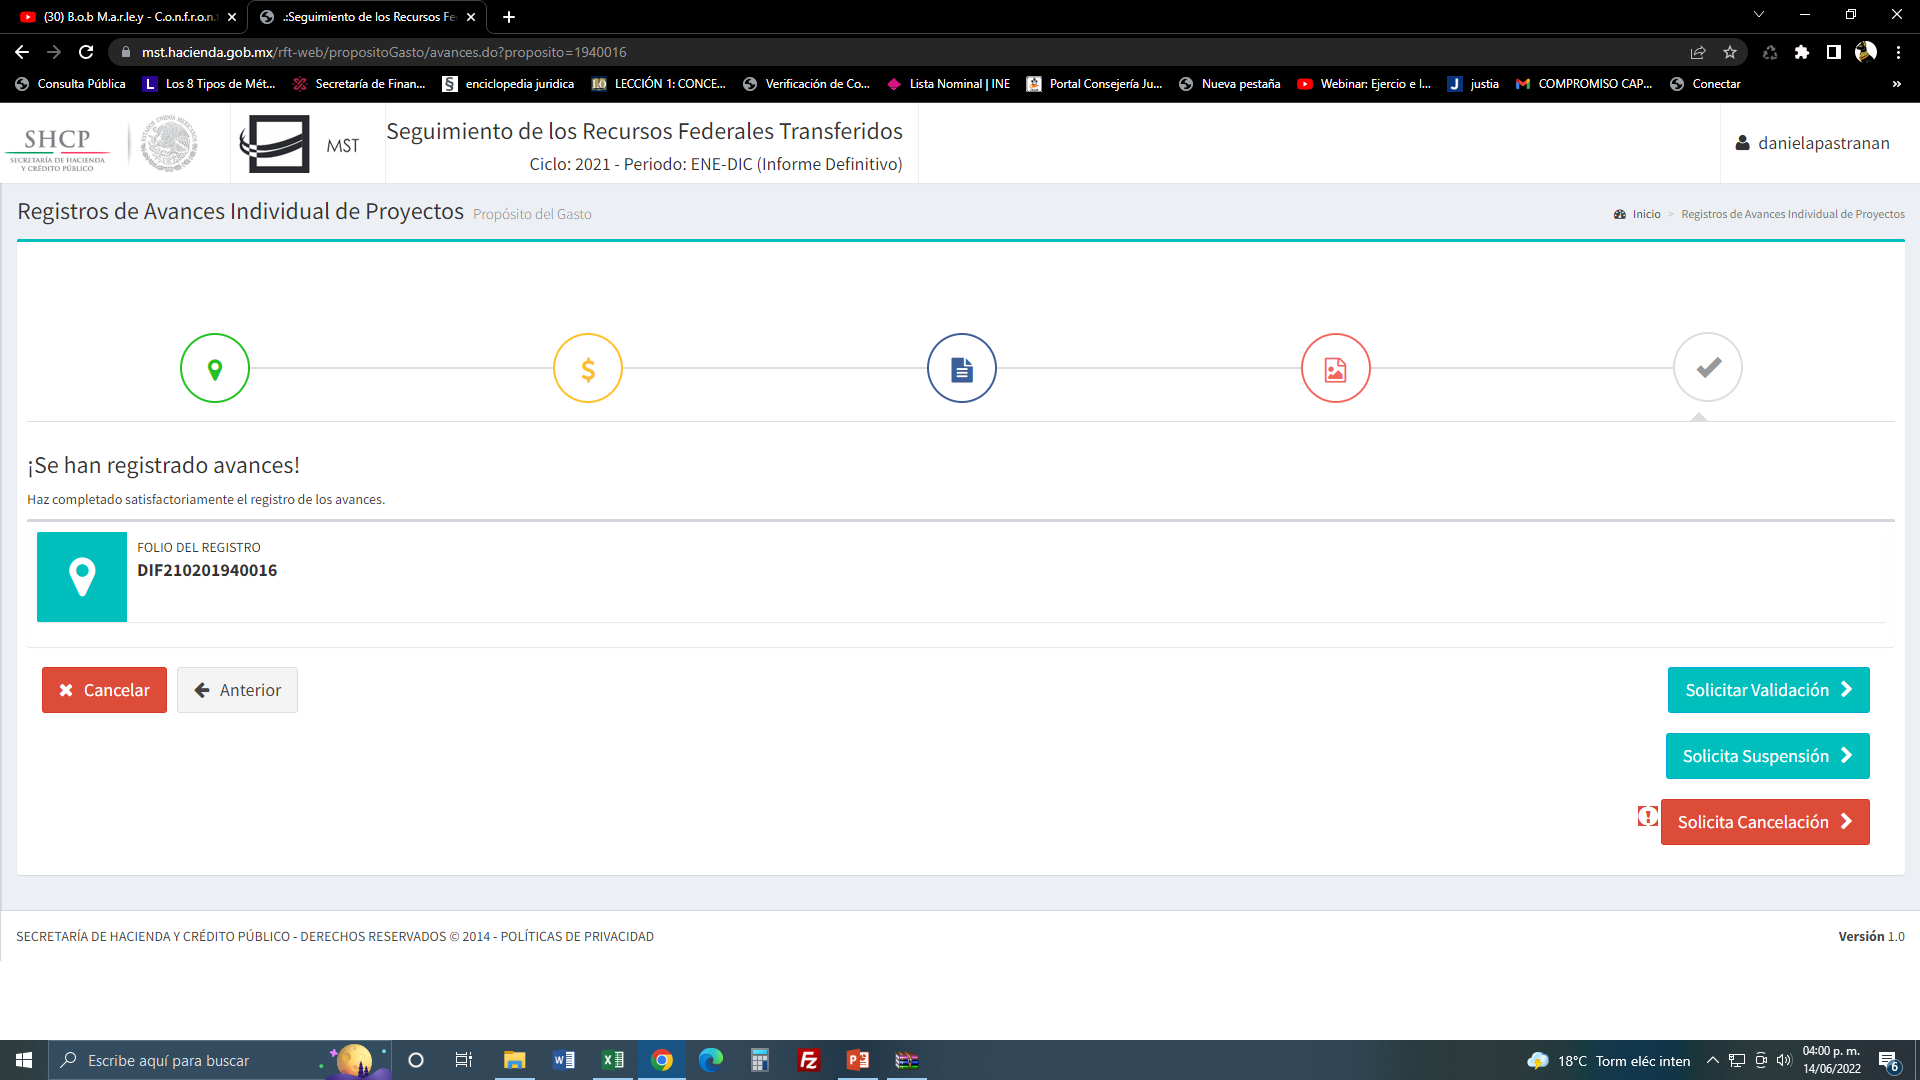 (30) B.o.b M.a.r.le.y - C.o.n.f.r.o.n.t
.:Seguimiento de los Recursos Fe
mst.hacienda.gob.mx/rft-web/propositoGasto/avances.do?proposito=1940016
Consulta Pública
Los 8 Tipos de Mét...
Secretaría de Finan...
enciclopedia juridica
LECCIÓN 1: CONCE...
Verificación de Co...
Lista Nominal | INE
Portal Consejería Ju...
Nueva pestaña
Webinar: Ejercio e I...
justia
COMPROMISO CAP...
Conectar
»
SHCP
SECRETARÍA DE HACIENDA
Y CRÉDITO PÚBLICO
ESTADOS UNIDOS MEXICANOS
MST
Seguimiento de los Recursos Federales Transferidos
Ciclo: 2021 - Periodo: ENE-DIC (Informe Definitivo)
danielapastranan
Registros de Avances Individual de Proyectos Propósito del Gasto
Inicio > Registros de Avances Individual de Proyectos
¡Se han registrado avances!
Haz completado satisfactoriamente el registro de los avances.
FOLIO DEL REGISTRO
DIF210201940016
Cancelar
Anterior
Solicitar Validación
Solicita Suspensión
Solicita Cancelación
SECRETARÍA DE HACIENDA Y CRÉDITO PÚBLICO - DERECHOS RESERVADOS © 2014 - POLÍTICAS DE PRIVACIDAD
Versión 1.0
Escribe aquí para buscar
18°C Torm eléc inten
04:00 p. m.
14/06/2022
6